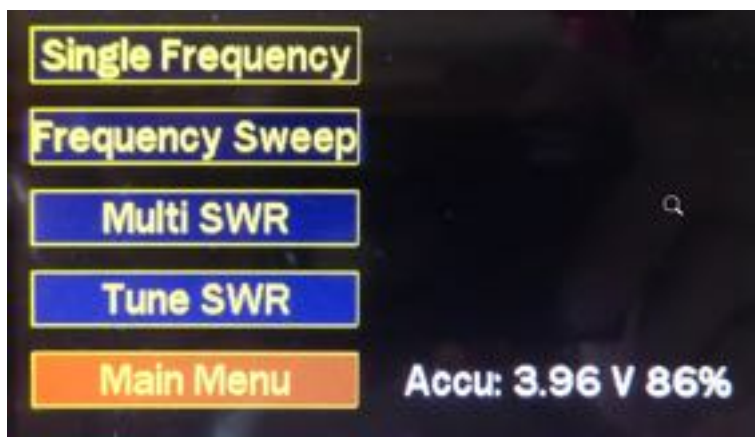 Single Frequency
Frequency Sweep
Multi SWR
Tune SWR
Main Menu
Accu: 3.96 V 86%